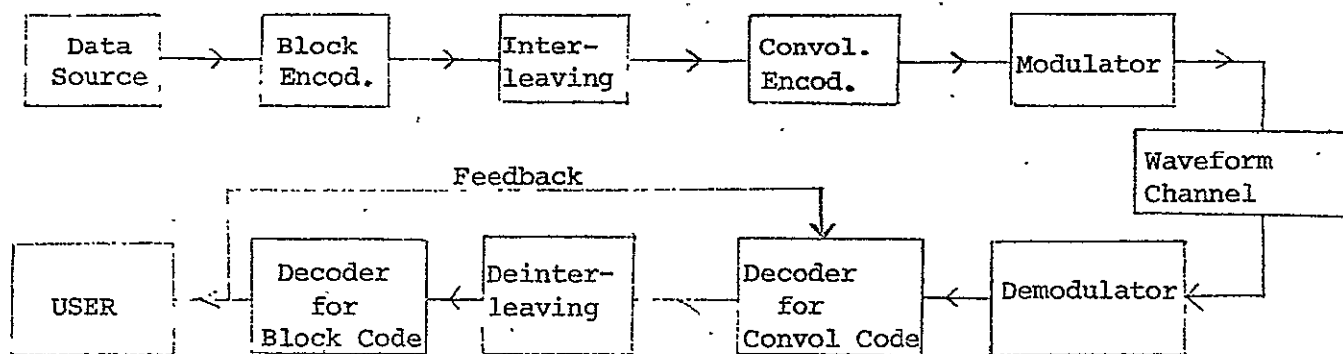 Data
Source
Block
Encod.
Inter-
leaving
Convol.
Encod.
Modulator
Waveform
Channel
Feedback
USER
Decoder
for
Block Code
Deinter-
leaving
Decoder
for
Convol Code
Demodulator